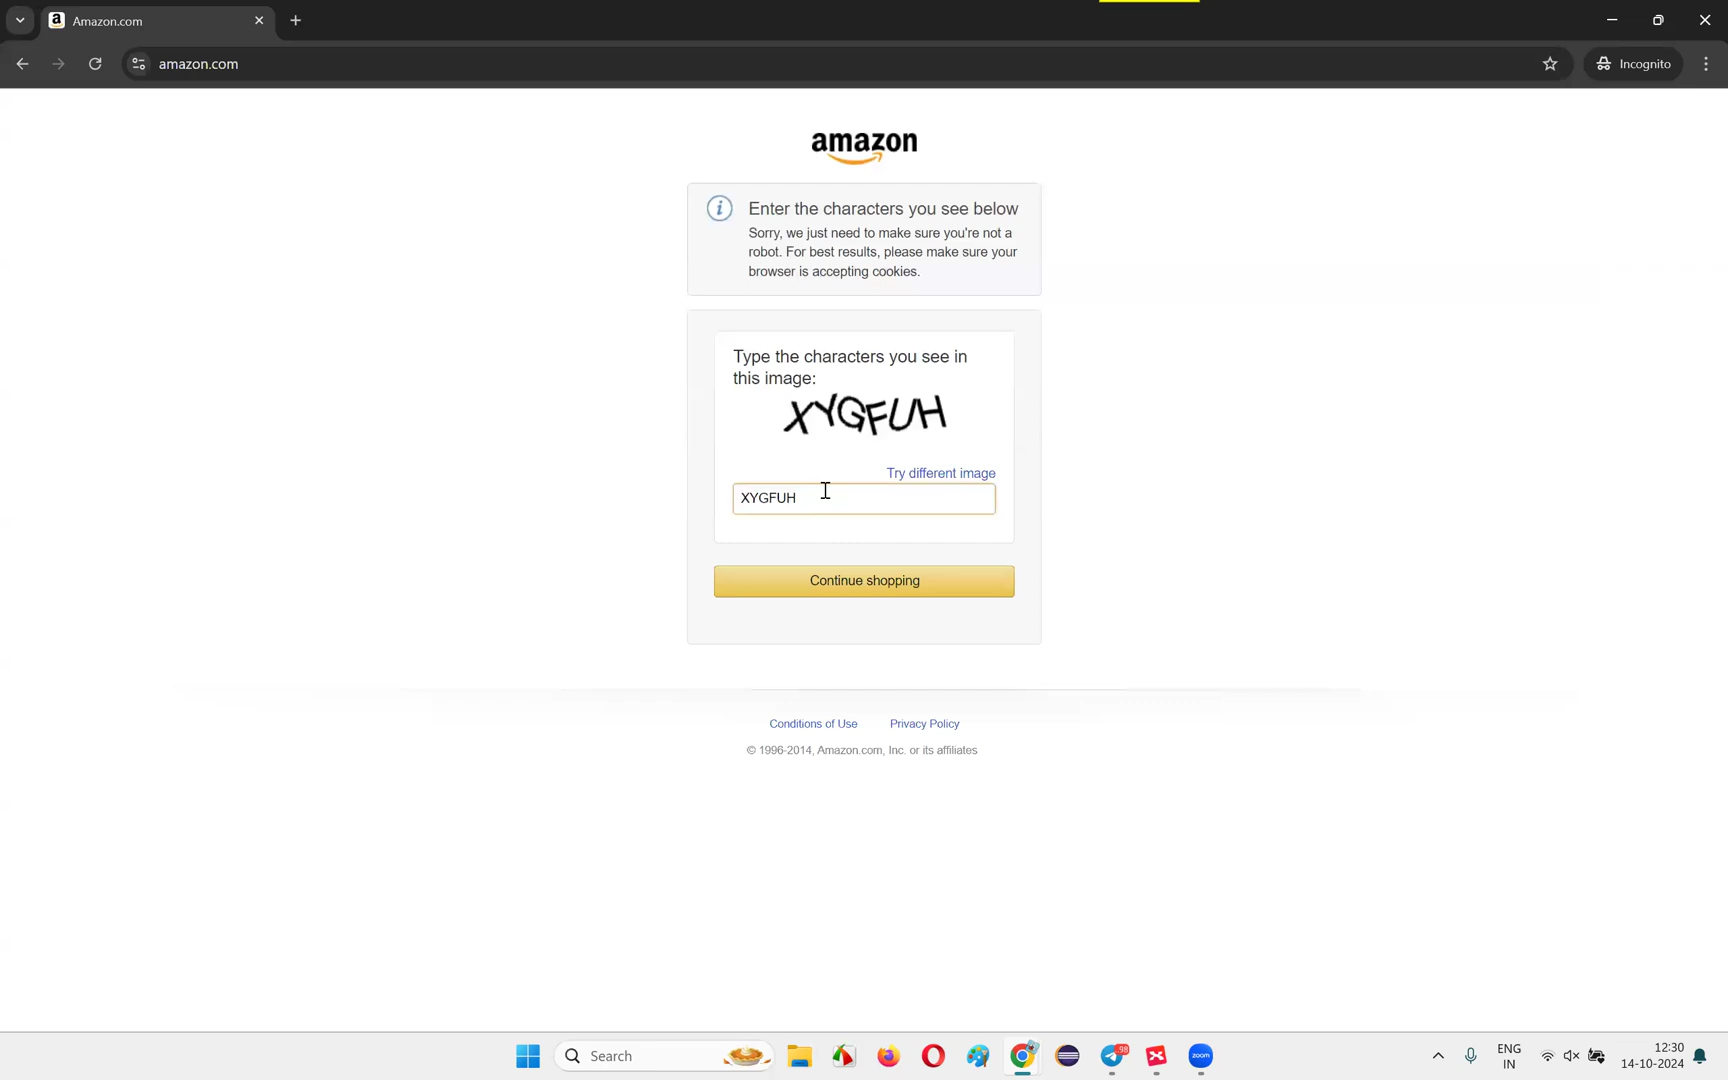 Amazon.com
amazon.com
Incognito
amazon
Enter the characters you see below
Sorry, we just need to make sure you're not a
robot. For best results, please make sure your
browser is accepting cookies.
Type the characters you see in
this image:
XYGFUH
Try different image
XYGFUH
Continue shopping
Conditions of Use Privacy Policy
© 1996-2014, Amazon.com, Inc. or its affiliates
Search
98
zoom
ENG
IN
12:30
14-10-2024